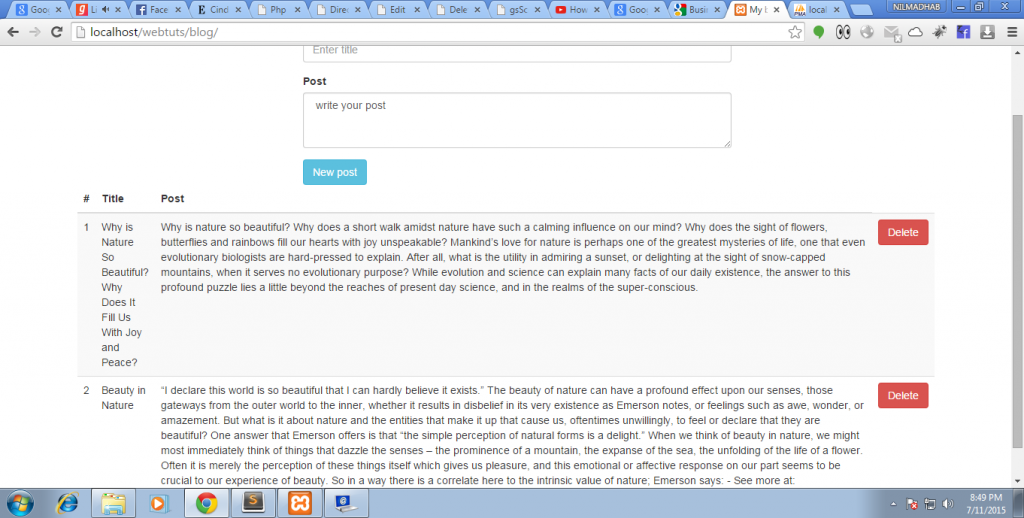 Goo
Li
Face
Cind
Php
Direc
Edit
Dele
gsSc
How
Goo
Busi
My l
local
NILMADHAB
localhost/webtuts/blog/
Enter title
Post
write your post
New post
# Title Post
1 Why is Nature So Beautiful? Why Does It Fill Us With Joy and Peace?
Why is nature so beautiful? Why does a short walk amidst nature have such a calming influence on our mind? Why does the sight of flowers,
butterflies and rainbows fill our hearts with joy unspeakable? Mankind's love for nature is perhaps one of the greatest mysteries of life, one that even
evolutionary biologists are hard-pressed to explain. After all, what is the utility in admiring a sunset, or delighting at the sight of snow-capped
mountains, when it serves no evolutionary purpose? While evolution and science can explain many facts of our daily existence, the answer to this
profound puzzle lies a little beyond the reaches of present day science, and in the realms of the super-conscious.
Delete
2 Beauty in Nature
“I declare this world is so beautiful that I can hardly believe it exists.” The beauty of nature can have a profound effect upon our senses, those
gateways from the outer world to the inner, whether it results in disbelief in its very existence as Emerson notes, or feelings such as awe, wonder, or
amazement. But what is it about nature and the entities that make it up that cause us, oftentimes unwillingly, to feel or declare that they are
beautiful? One answer that Emerson offers is that “the simple perception of natural forms is a delight.” When we think of beauty in nature, we might
most immediately think of things that dazzle the senses – the prominence of a mountain, the expanse of the sea, the unfolding of the life of a flower.
Often it is merely the perception of these things itself which gives us pleasure, and this emotional or affective response on our part seems to be
crucial to our experience of beauty. So in a way there is a correlate here to the intrinsic value of nature; Emerson says: - See more at:
Delete
8:49 PM
7/11/2015